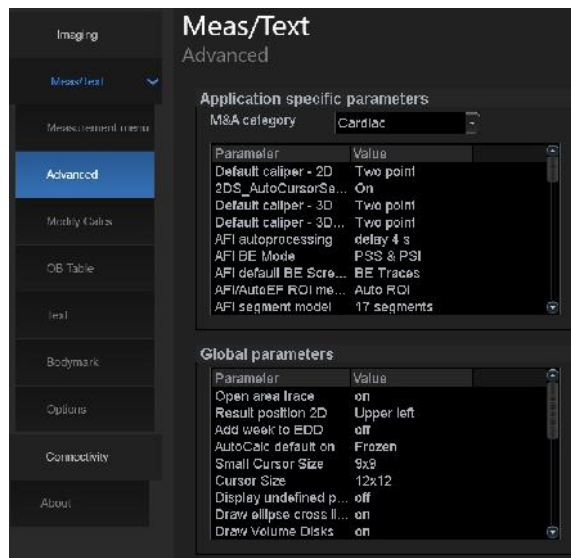 Imaging
Meas/Text
Measurement menu
Advanced
Modify Calcs
OB Table
Text
Bodymark
Options
Connectivity
About
Meas/Text
Advanced
Application specific parameters
M&A category Cardiac
Parameter Value
Default caliper - 2D Two point
2DS_AutoCursorSe... On
Default caliper - 3D Two point
Default caliper - 3D... Two point
AFI autoprocessing delay 4 s
AFI BE Mode PSS & PSI
AFI default BE Scre... BE Traces
AFI/AutoEF ROI me... Auto ROI
AFI segment model 17 segments
Global parameters
Parameter Value
Open area trace on
Result position 2D Upper left
Add week to EDD off
AutoCalc default on Frozen
Small Cursor Size 9x9
Cursor Size 12x12
Display undefined p... off
Draw ellipse cross li... on
Draw Volume Disks on